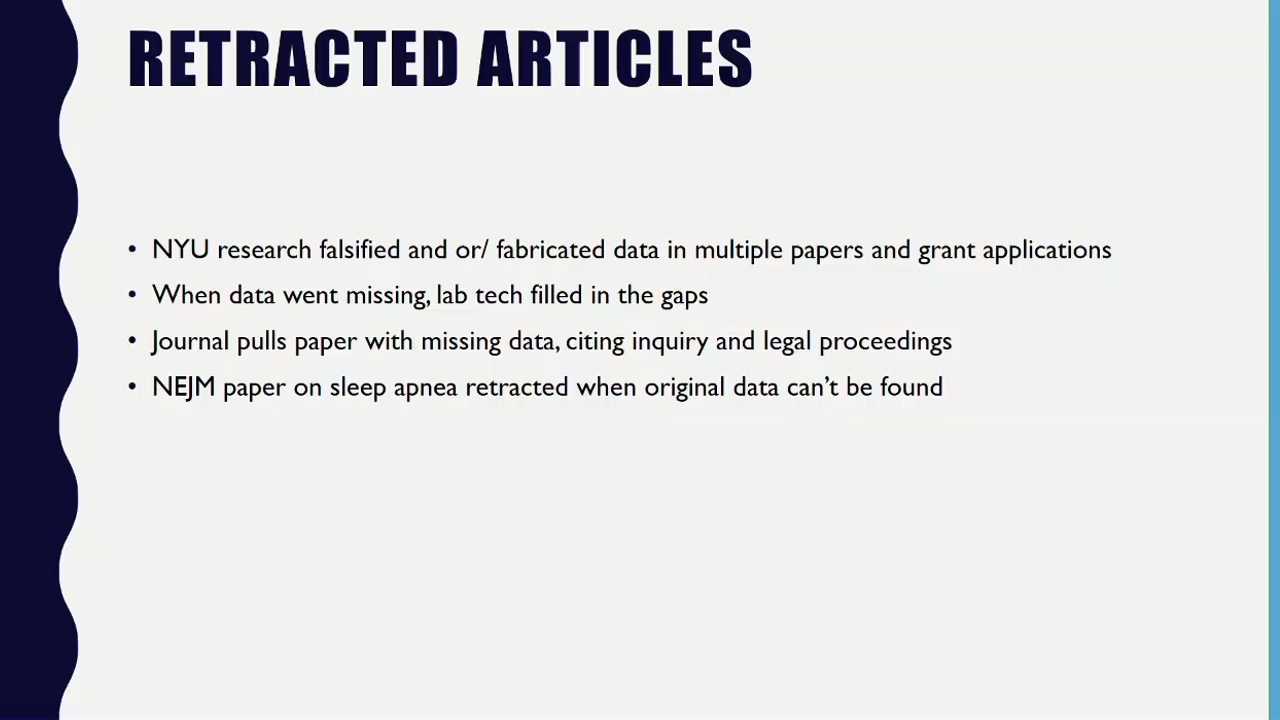 RETRACTED ARTICLES
• NYU research falsified and or/ fabricated data in multiple papers and grant applications
• When data went missing, lab tech filled in the gaps
• Journal pulls paper with missing data, citing inquiry and legal proceedings
• NEJM paper on sleep apnea retracted when original data can’t be found